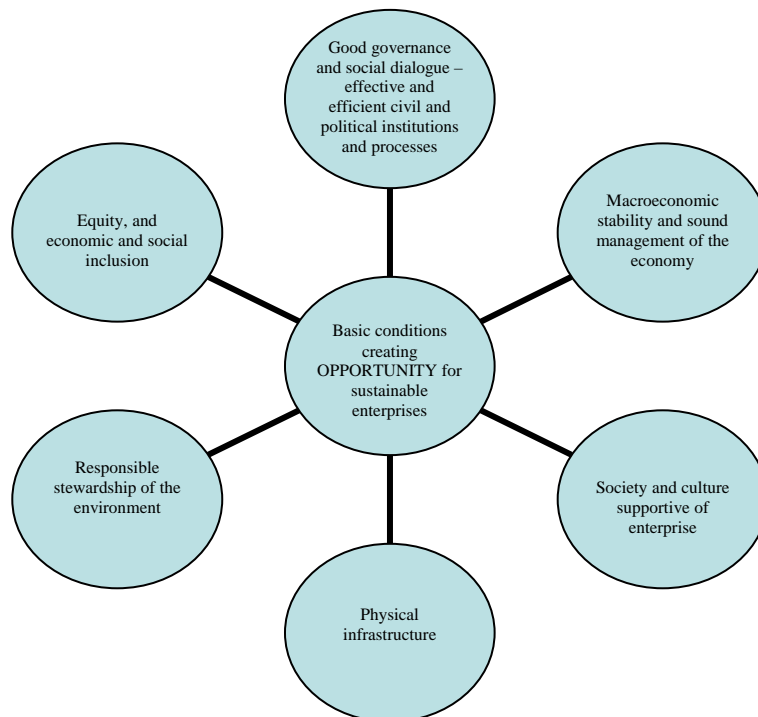 Good governance
and social dialogue –
effective and
efficient civil and
political institutions
and processes
Equity, and
economic and social
inclusion
Macroeconomic
stability and sound
management of the
economy
Basic conditions
creating
OPPORTUNITY for
sustainable
enterprises
Responsible
stewardship of the
environment
Society and culture
supportive of
enterprise
Physical
infrastructure